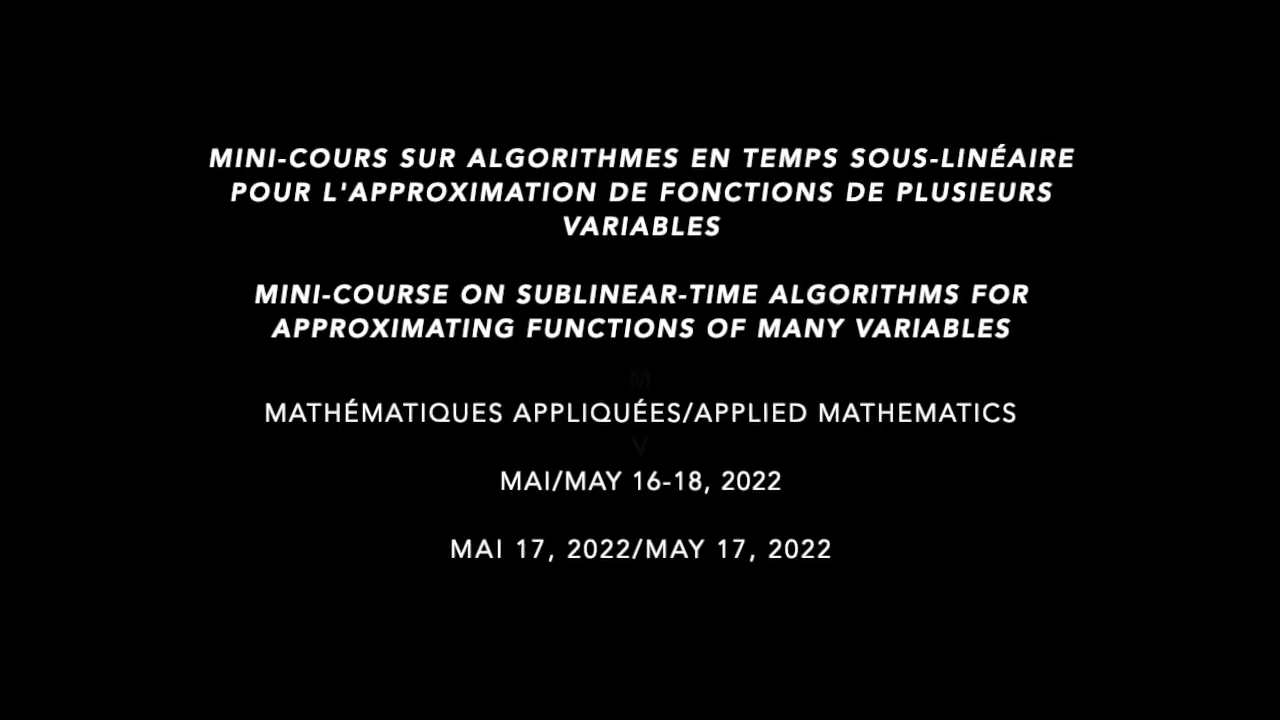 MINI-COURS SUR ALGORITHMES EN TEMPS SOUS-LINÉAIRE
POUR L'APPROXIMATION DE FONCTIONS DE PLUSIEURS
VARIABLES
MINI-COURSE ON SUBLINEAR-TIME ALGORITHMS FOR
APPROXIMATING FUNCTIONS OF MANY VARIABLES
M
MATHÉMATIQUES APPLIQUÉES/APPLIED MATHEMATICS
V
MAI/MAY 16-18, 2022
MAI 17, 2022/MAY 17, 2022